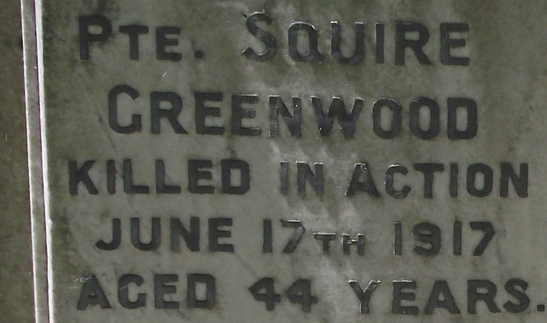 PTE. SQUIRE
GREENWOOD
KILLED IN ACTION
JUNE 17TH 1917
AGED 44 YEARS.